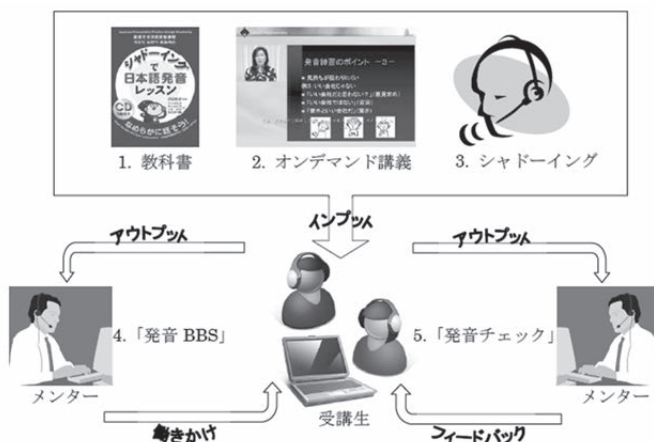 シャドーイングで
日本語発音
レッスン
CD
なめらかに話そう!
発音練習のポイント －3－
1. 教科書
2. オンデマンド講義
3. シャドーイング
アウトプット
インプット
アウトプット
4.「発音 BBS」
5.「発音チェック」
メンター
受講生
メンター
働きかけ
フィードバック